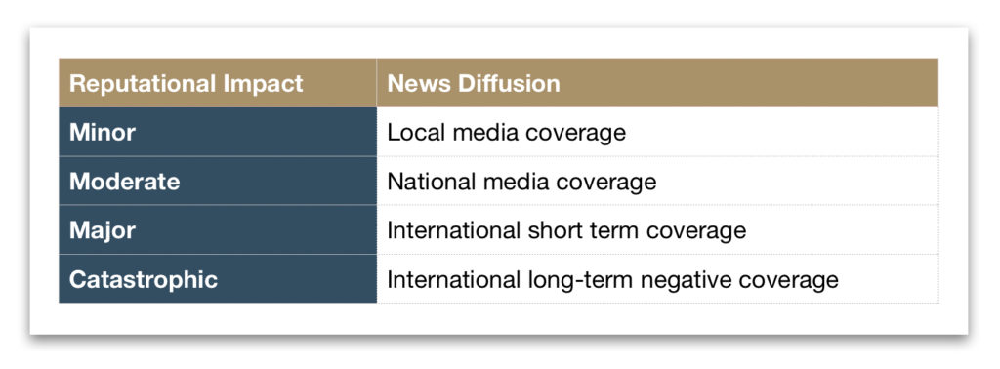 Reputational Impact News Diffusion
Minor Local media coverage
Moderate National media coverage
Major International short term coverage
Catastrophic International long-term negative coverage